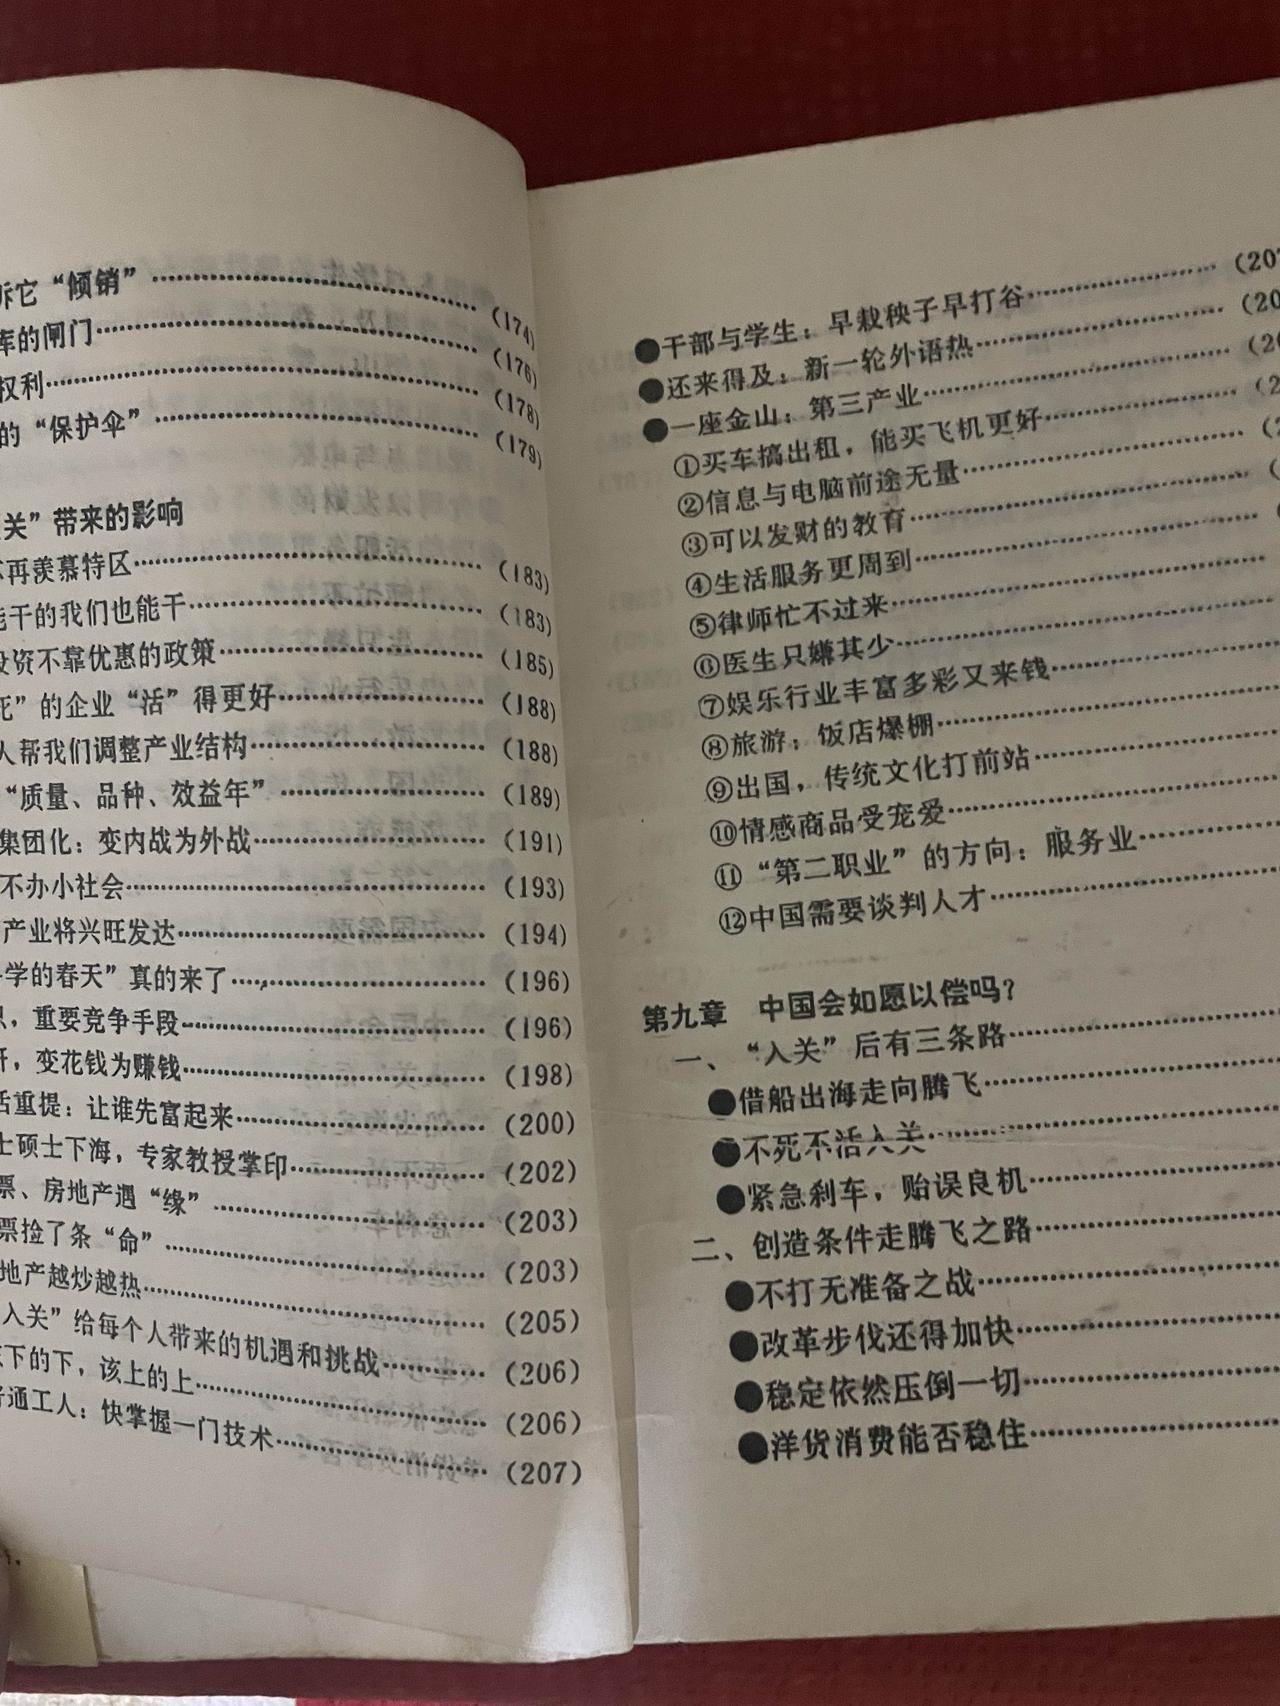 诉它“倾销”……(174)
库的闸门……(176)
权利……(178)
的“保护伞”……(179)
关”带来的影响
不再羡慕特区……(183)
能干的我们也能干……(183)
投资不靠优惠的政策……(185)
死”的企业“活”得更好……(188)
人帮我们调整产业结构……(188)
“质量、品种、效益年”……(189)
集团化：变内战为外战……(191)
不办小社会……(193)
产业将兴旺发达……(194)
学的春天”真的来了……(196)
，重要竞争手段……(196)
，变花钱为赚钱……(198)
话重提：让谁先富起来……(200)
士硕士下海，专家教授掌印……(202)
票、房地产遇“缘”……(203)
票捡了条“命”……(203)
地产越炒越热……(205)
入关”给每个人带来的机遇和挑战……(206)
下的下，该上的上……(206)
普通工人：快掌握一门技术……(207)
●干部与学生：早栽秧子早打谷……(20
●还来得及：新一轮外语热……(20
●一座金山：第三产业……(20
①买车搞出租，能买飞机更好……(2
②信息与电脑前途无量……(2
③可以发财的教育……(
④生活服务更周到……(
⑤律师忙不过来……
⑥医生只嫌其少……
⑦娱乐行业丰富多彩又来钱……
⑧旅游：饭店爆棚……
⑨出国，传统文化打前站……
⑩情感商品受宠爱……
⑪“第二职业”的方向：服务业……
⑫中国需要谈判人才……
第九章 中国会如愿以偿吗？
一、“入关”后有三条路……
●借船出海走向腾飞……
●不死不活入关……
●紧急刹车，贻误良机……
二、创造条件走腾飞之路……
●不打无准备之战……
●改革步伐还得加快……
●稳定依然压倒一切……
●洋货消费能否稳住……